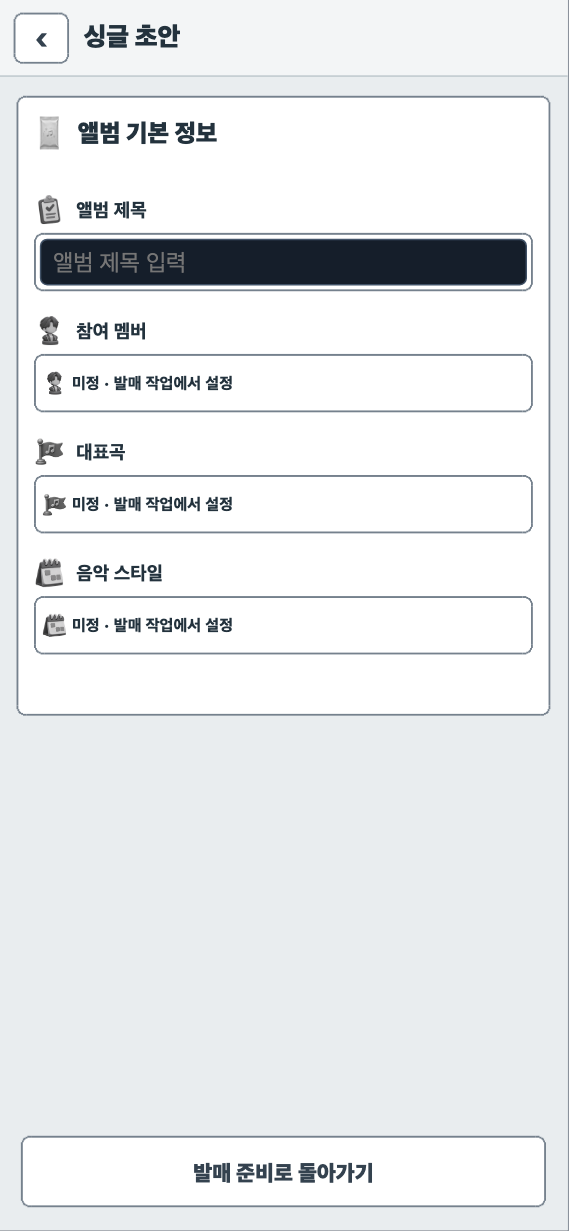 ‹ 싱글 초안
앨범 기본 정보
앨범 제목
앨범 제목 입력
참여 멤버
미정 · 발매 작업에서 설정
대표곡
미정 · 발매 작업에서 설정
음악 스타일
미정 · 발매 작업에서 설정
발매 준비로 돌아가기